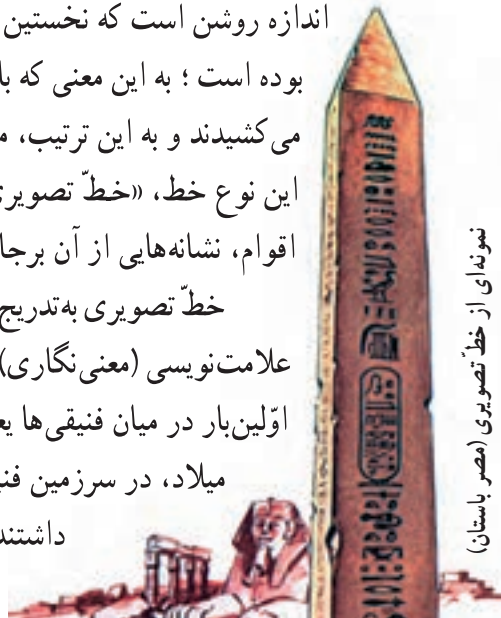 اندازه روشن است که نخستین
بوده است ؛ به این معنی که با
می‌کشیدند و به این ترتیب، م
این نوع خط، «خطّ تصویری
اقوام، نشانه‌هایی از آن برجا
خطّ تصویری به‌تدریج
علامت‌نویسی (معنی‌نگاری)
اوّلین‌بار در میان فنیقی‌ها یع
میلاد، در سرزمین فنی
داشتند
نمونه‌ای از خطّ تصویری (مصر باستان)